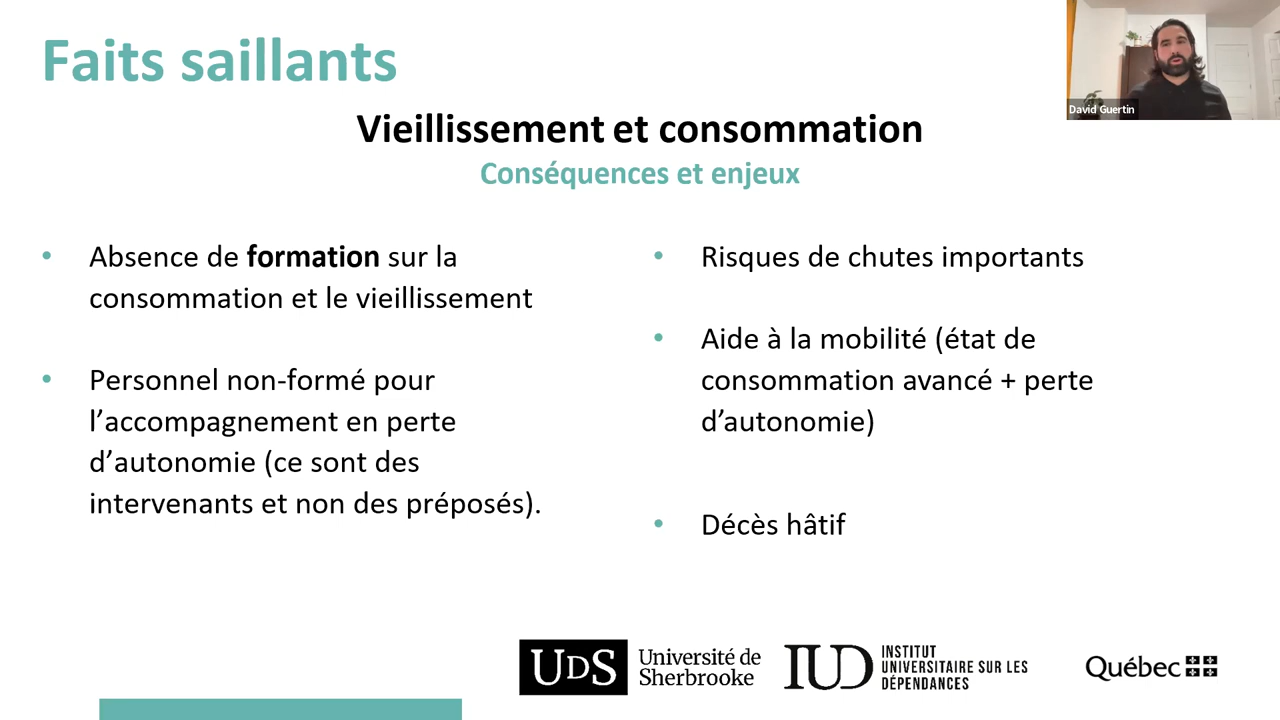 Faits saillants
David Guertin
Vieillissement et consommation
Conséquences et enjeux
• Absence de formation sur la
consommation et le vieillissement
• Personnel non-formé pour
l’accompagnement en perte
d’autonomie (ce sont des
intervenants et non des préposés).
• Risques de chutes importants
• Aide à la mobilité (état de
consommation avancé + perte
d’autonomie)
• Décès hâtif
UDS Université de
Sherbrooke
IUD INSTITUT
UNIVERSITAIRE SUR LES
DÉPENDANCES
Québec